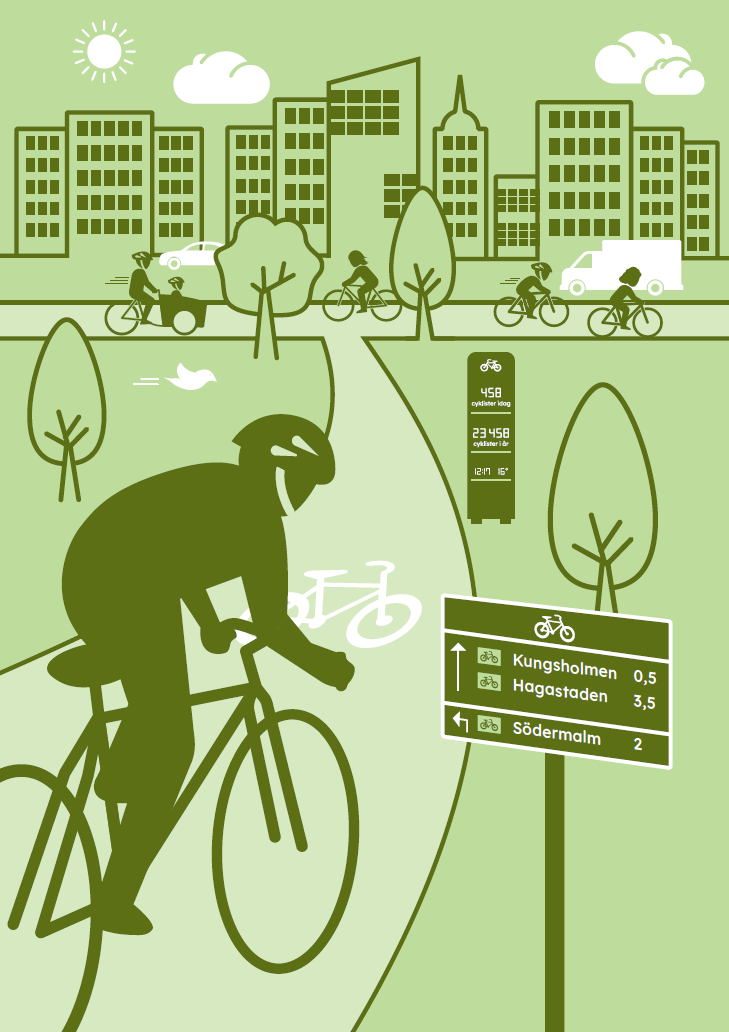 458
cyklister idag
23 458
cyklister i år
12:17 16°
Kungsholmen 0,5
Hagastaden 3,5
Södermalm 2